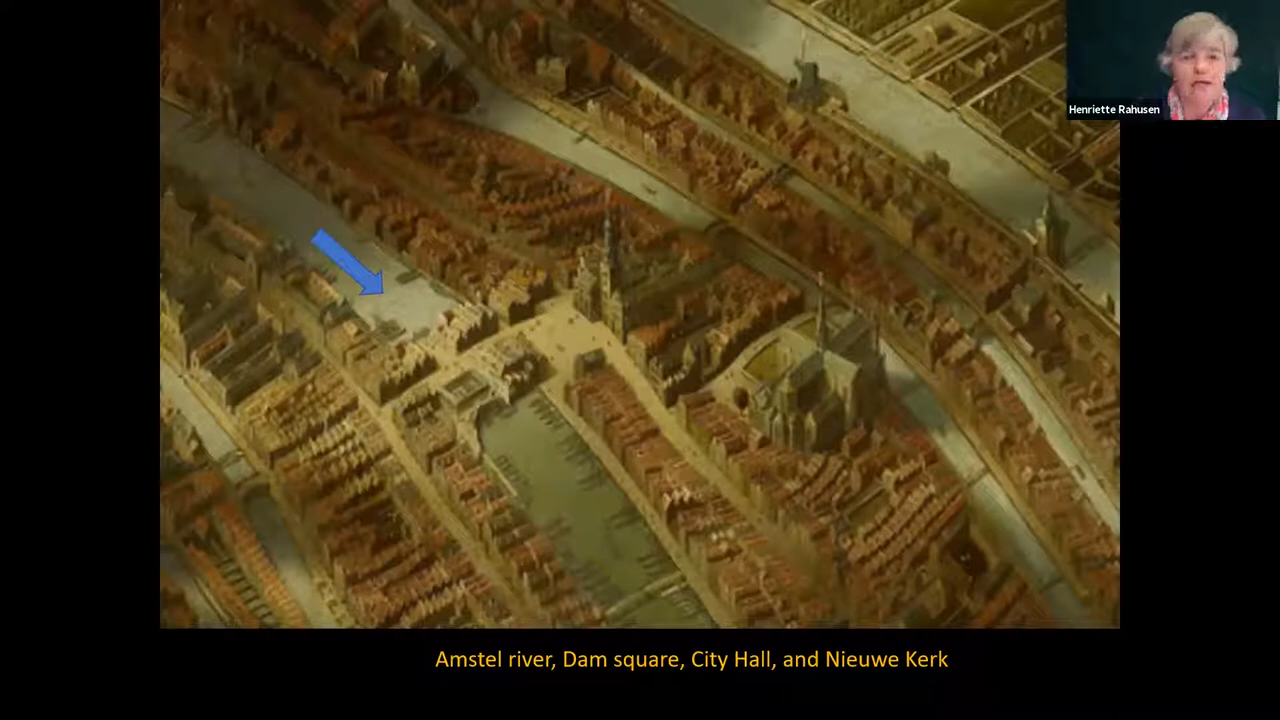 Henriette Rahusen
Amstel river, Dam square, City Hall, and Nieuwe Kerk